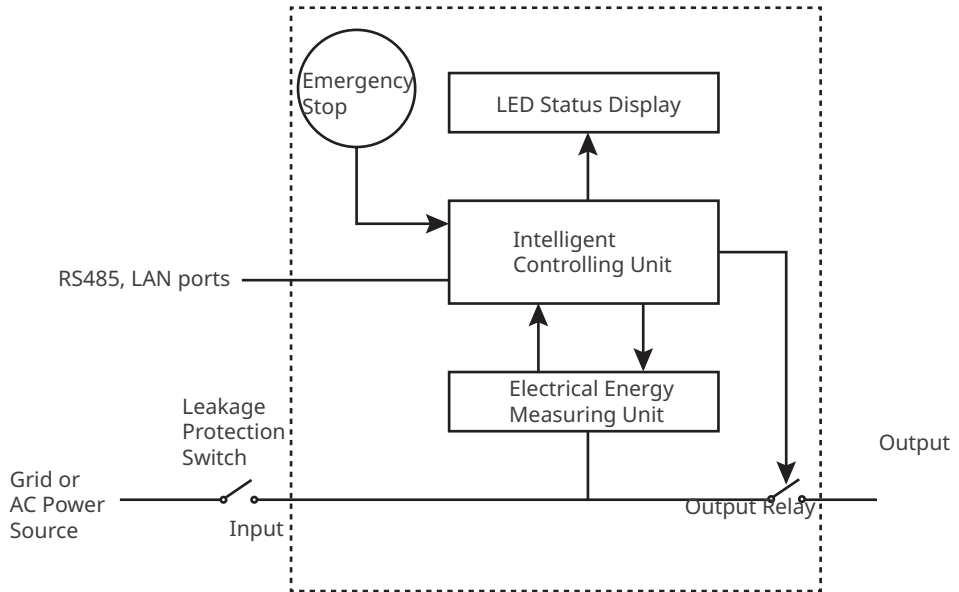 Emergency
Stop
LED Status Display
Intelligent
Controlling Unit
RS485, LAN ports
Electrical Energy
Measuring Unit
Leakage
Protection
Switch
Output
Grid or
AC Power
Source
Input
Output Relay